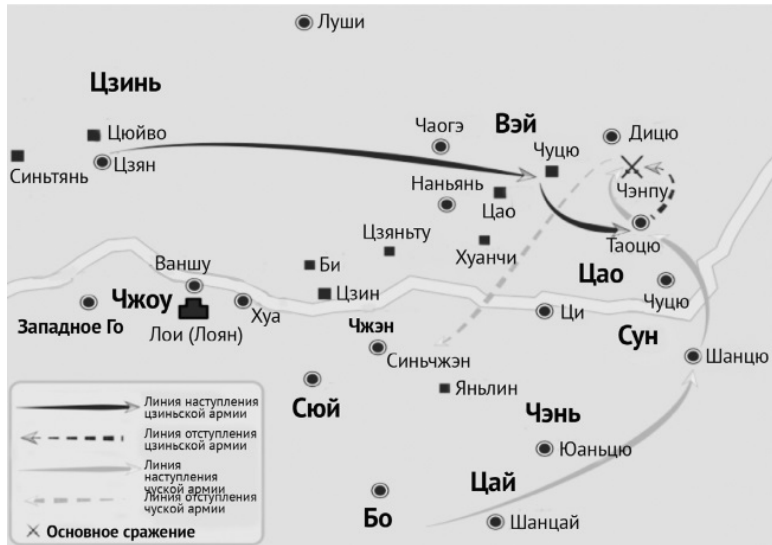 Луши
Цзинь
Цюйво
Синьтянь
Цзян
Чаогэ
Вэй
Дицю
Чуцю
Чэнпу
Наньянь
Цао
Таоцю
Цзяньту
Хуанчи
Цао
Би
Ваншу
Чжоу
Цзин
Чуцю
Западное Го
Хуа
Лои (Лоян)
Чжэн
Ци
Сун
Синьчжэн
Шанцю
Яньлин
Сюй
Чэнь
Юаньцю
Цай
Бо
Шанцай
Линия наступления
цзиньской армии
Линия отступления
цзиньской армии
Линия
наступления
чуской армии
Линия отступления
чуской армии
Основное сражение